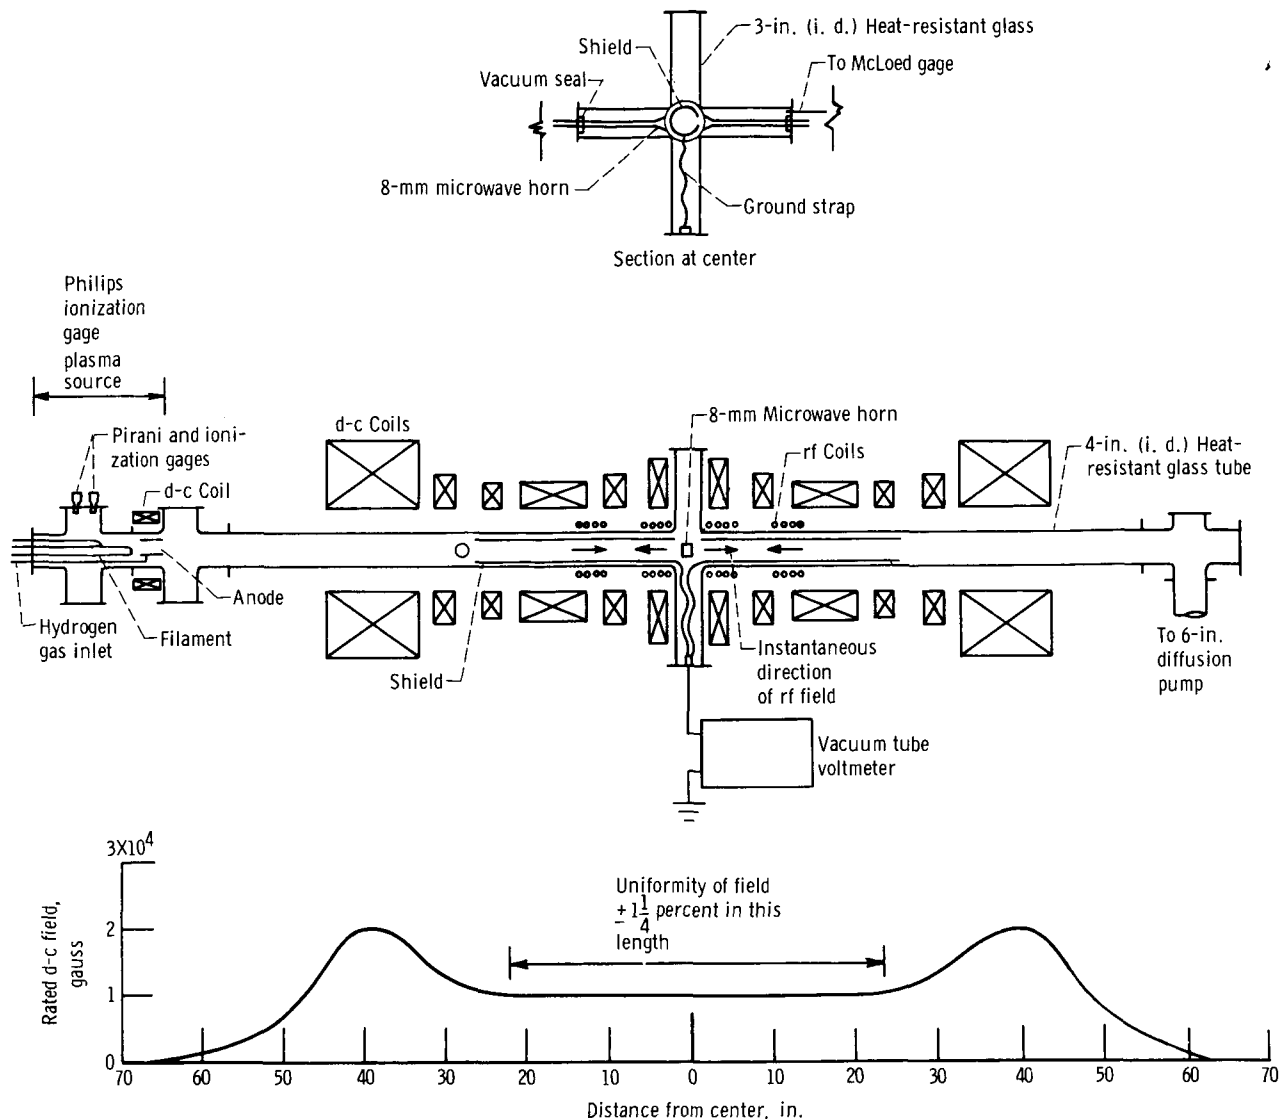 3-in. (i. d.) Heat-resistant glass
Shield
To McLoed gage
Vacuum seal
8-mm microwave horn
Ground strap
Section at center
Philips
ionization
gage
plasma
source
8-mm Microwave horn
d-c Coils
Pirani and ioni-
zation gages
rf Coils
4-in. (i. d.) Heat-
resistant glass tube
d-c Coil
Anode
Hydrogen
gas inlet
Filament
Shield
Instantaneous
direction
of rf field
To 6-in.
diffusion
pump
Vacuum tube
voltmeter
3X10⁴
Uniformity of field
±1 1/4 percent in this
length
Rated d-c field,
gauss
2
1
0
70 60 50 40 30 20 10 0 10 20 30 40 50 60 70
Distance from center, in.